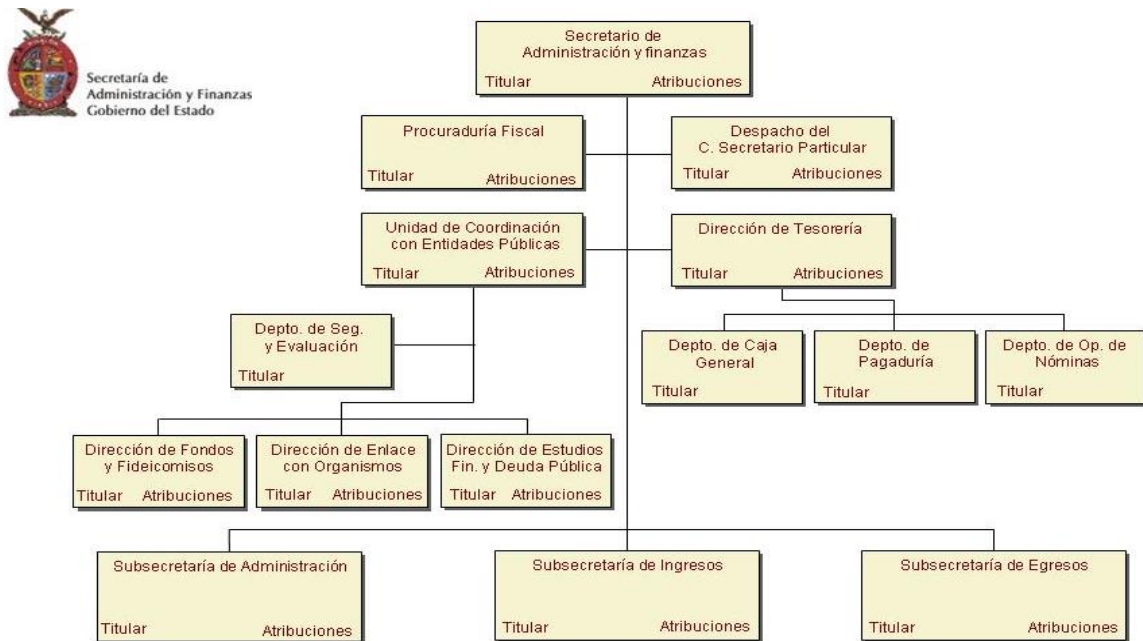 Secretaría de
Administración y Finanzas
Gobierno del Estado
Secretario de
Administración y finanzas
Titular Atribuciones
Procuraduría Fiscal
Titular Atribuciones
Despacho del
C. Secretario Particular
Titular Atribuciones
Unidad de Coordinación
con Entidades Públicas
Titular Atribuciones
Dirección de Tesorería
Titular Atribuciones
Depto. de Seg.
y Evaluación
Titular
Depto. de Caja
General
Titular
Depto. de
Pagaduría
Titular
Depto. de Op. de
Nóminas
Titular
Dirección de Fondos
y Fideicomisos
Titular Atribuciones
Dirección de Enlace
con Organismos
Titular Atribuciones
Dirección de Estudios
Fin. y Deuda Pública
Titular Atribuciones
Subsecretaría de Administración
Titular Atribuciones
Subsecretaría de Ingresos
Titular Atribuciones
Subsecretaría de Egresos
Titular Atribuciones